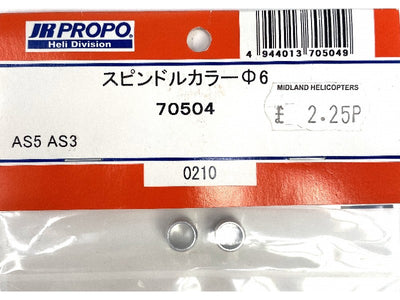 JR PROPO®
Heli Division
4 944013 705049
スピンドルカラーΦ6
MIDLAND HELICOPTERS
70504
£ 2.25P
AS5 AS3
0210